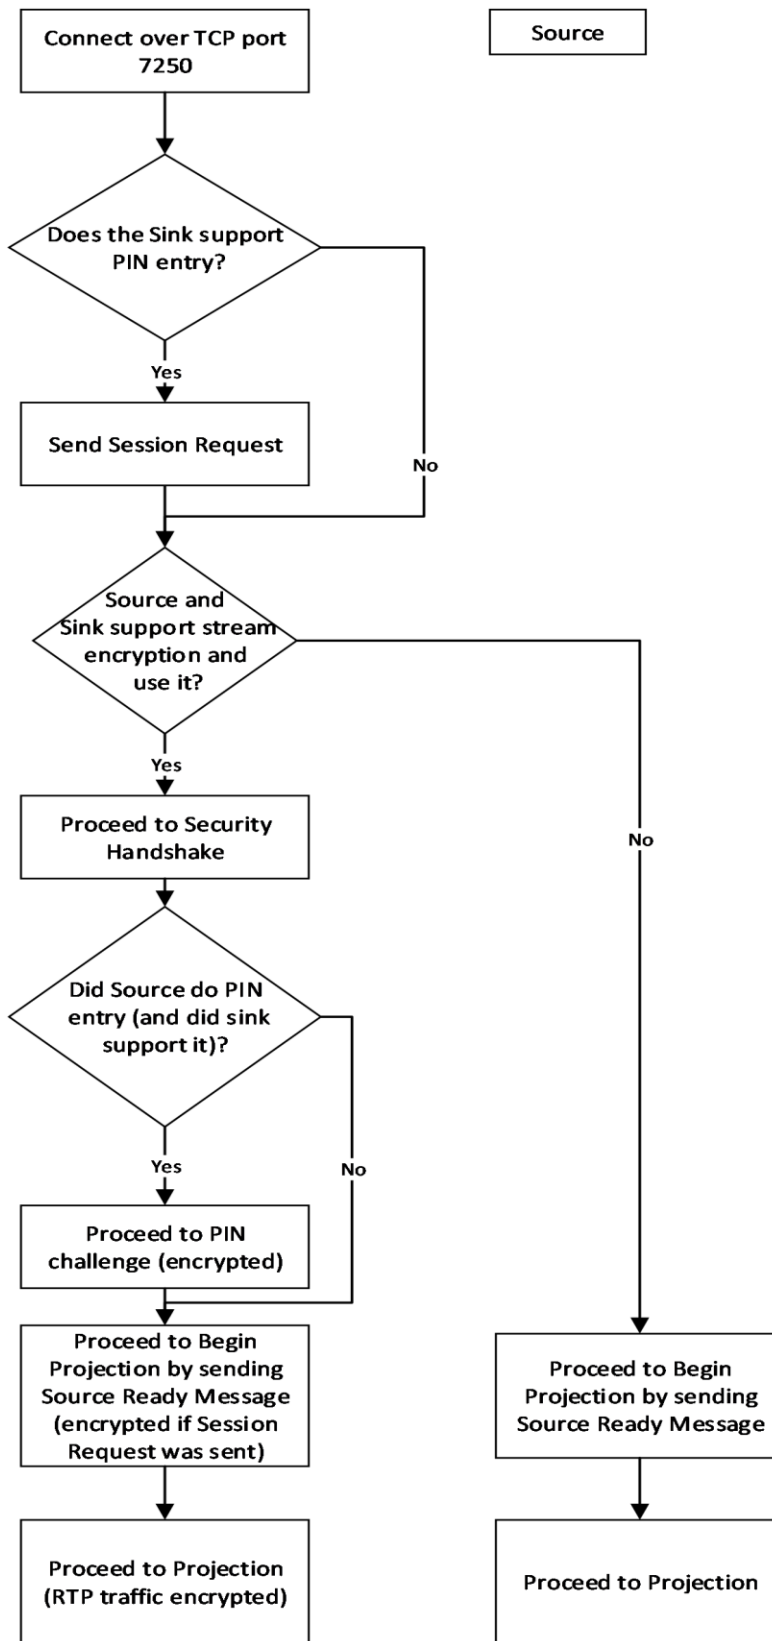 Connect over TCP port
7250
Source
Does the Sink support
PIN entry?
Yes
Send Session Request
No
Source and
Sink support stream
encryption and
use it?
Yes
Proceed to Security
Handshake
No
Did Source do PIN
entry (and did sink
support it)?
Yes
No
Proceed to PIN
challenge (encrypted)
Proceed to Begin
Projection by sending
Source Ready Message
(encrypted if Session
Request was sent)
Proceed to Begin
Projection by sending
Source Ready Message
Proceed to Projection
(RTP traffic encrypted)
Proceed to Projection